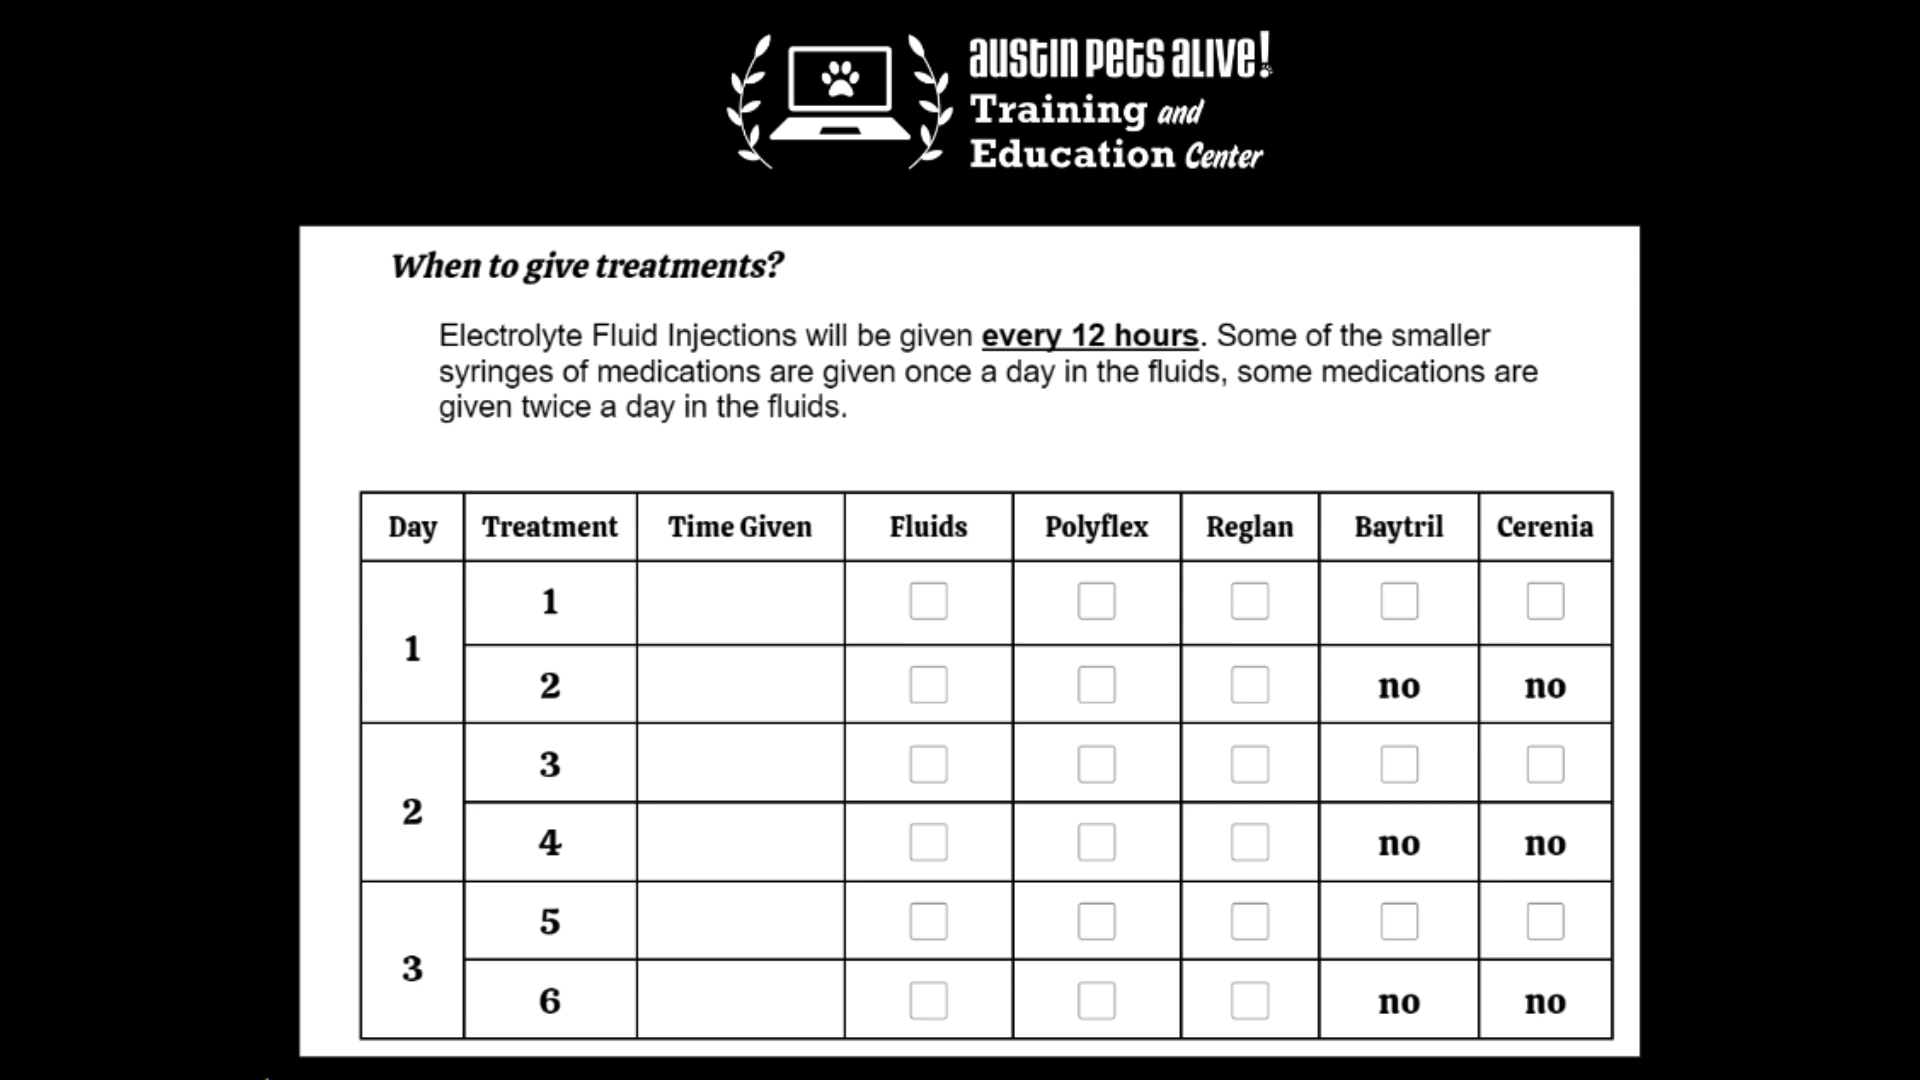 austin pets alive!
Training and
Education Center
When to give treatments?
Electrolyte Fluid Injections will be given every 12 hours. Some of the smaller
syringes of medications are given once a day in the fluids, some medications are
given twice a day in the fluids.
Day Treatment Time Given Fluids Polyflex Reglan Baytril Cerenia
1
1
2 no no
2
3
4 no no
3
5
6 no no